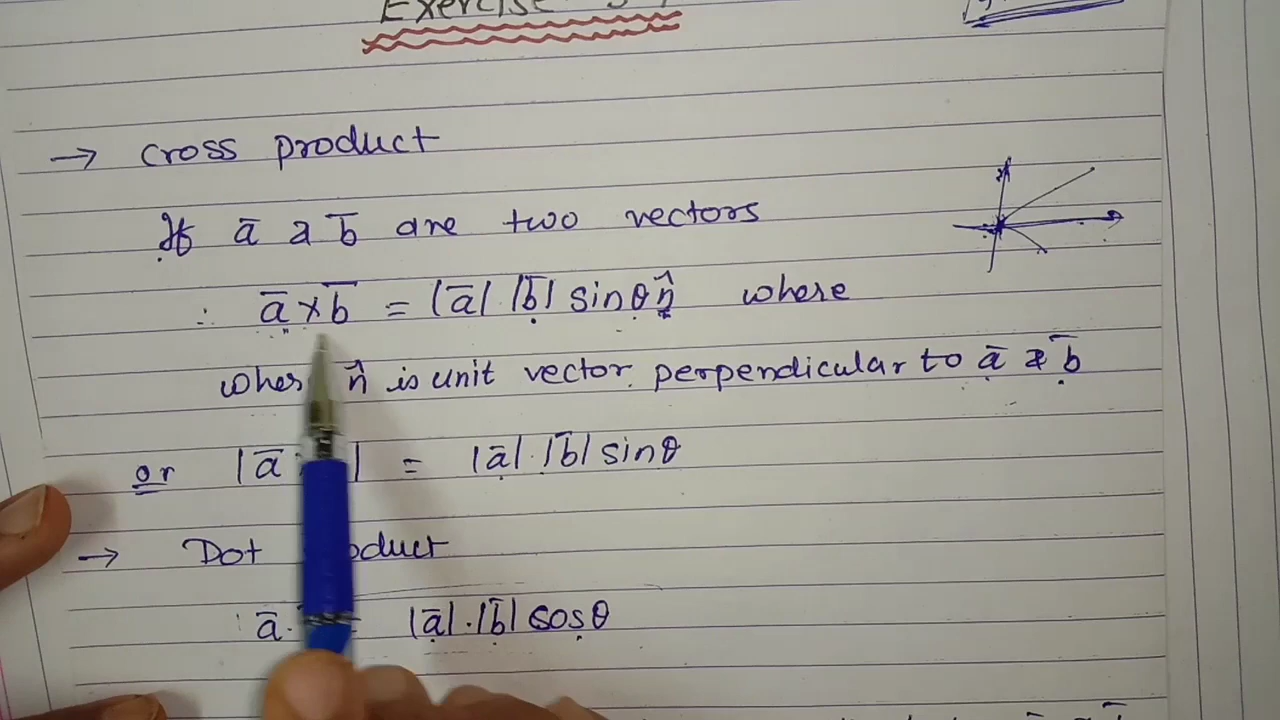 Exercise
→ Cross product
If a̅ & b̅ are two vectors
∴ a̅ × b̅ = |a̅| |b̅| sinθ n̂ where
where n̂ is unit vector perpendicular to a̅ & b̅
or |a̅ | = |a̅| · |b̅| sinθ
→ Dot product
a̅ · = |a̅| · |b̅| cosθ